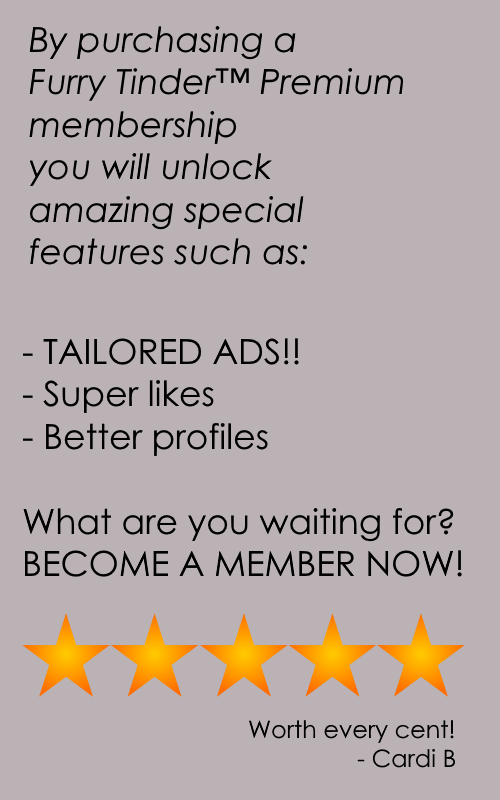 By purchasing a
Furry Tinder™ Premium
membership
you will unlock
amazing special
features such as:
- TAILORED ADS!!
- Super likes
- Better profiles
What are you waiting for?
BECOME A MEMBER NOW!
Worth every cent!
- Cardi B